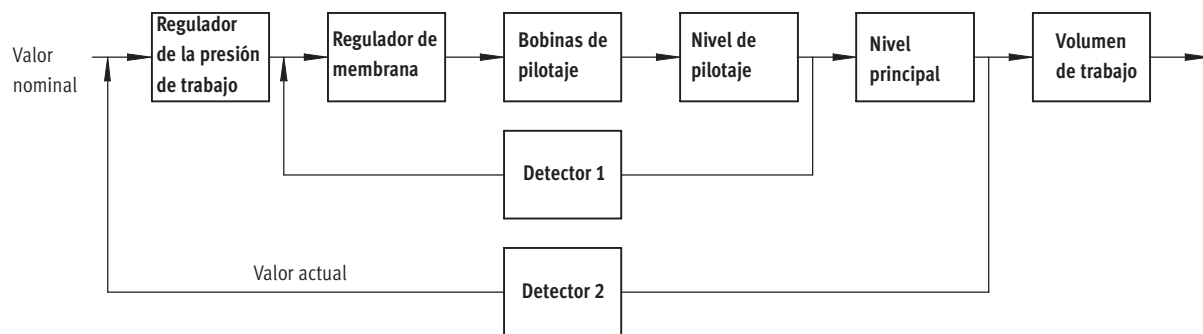 Valor
nominal
Regulador
de la presión
de trabajo
Regulador de
membrana
Bobinas de
pilotaje
Nivel de
pilotaje
Nivel
principal
Volumen
de trabajo
Detector 1
Valor actual
Detector 2